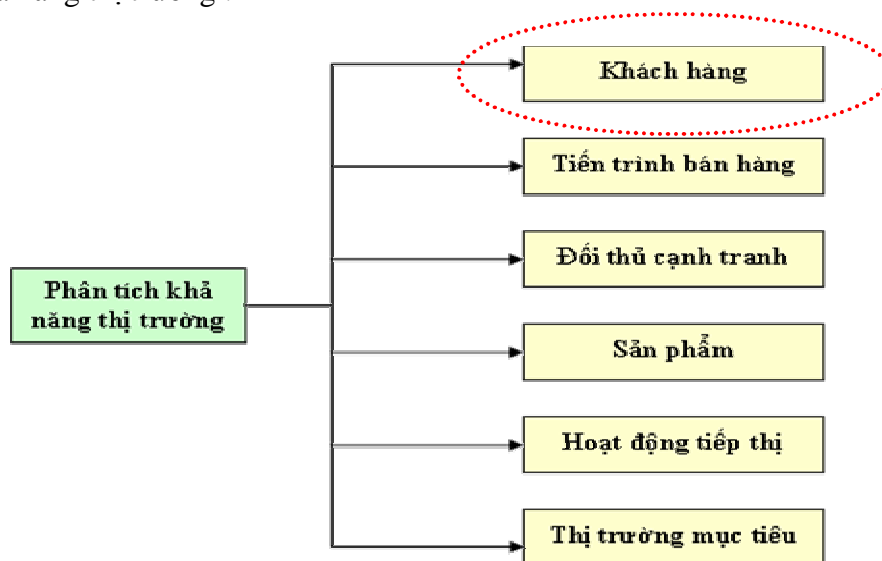 Khách hàng
Tiến trình bán hàng
Đối thủ cạnh tranh
Phân tích khả
năng thị trường
Sản phẩm
Hoạt động tiếp thị
Thị trường mục tiêu